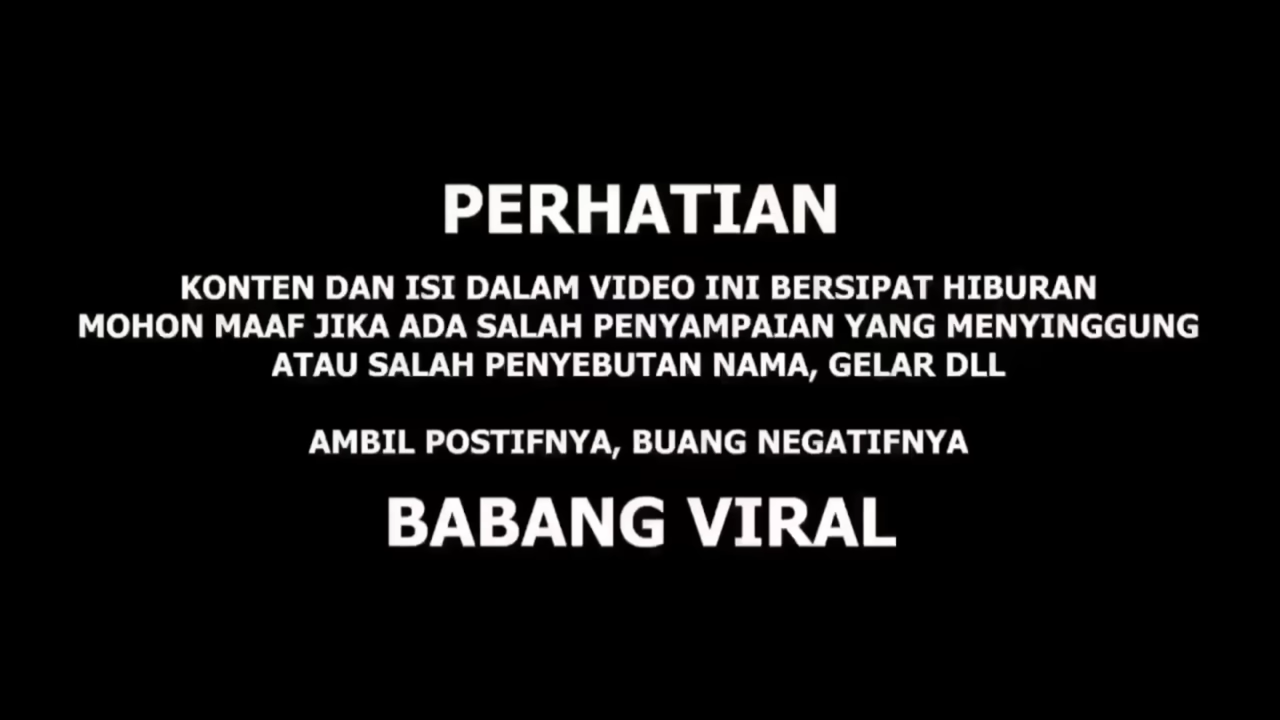 PERHATIAN
KONTEN DAN ISI DALAM VIDEO INI BERSIPAT HIBURAN
MOHON MAAF JIKA ADA SALAH PENYAMPAIAN YANG MENYINGGUNG
ATAU SALAH PENYEBUTAN NAMA, GELAR DLL
AMBIL POSTIFNYA, BUANG NEGATIFNYA
BABANG VIRAL